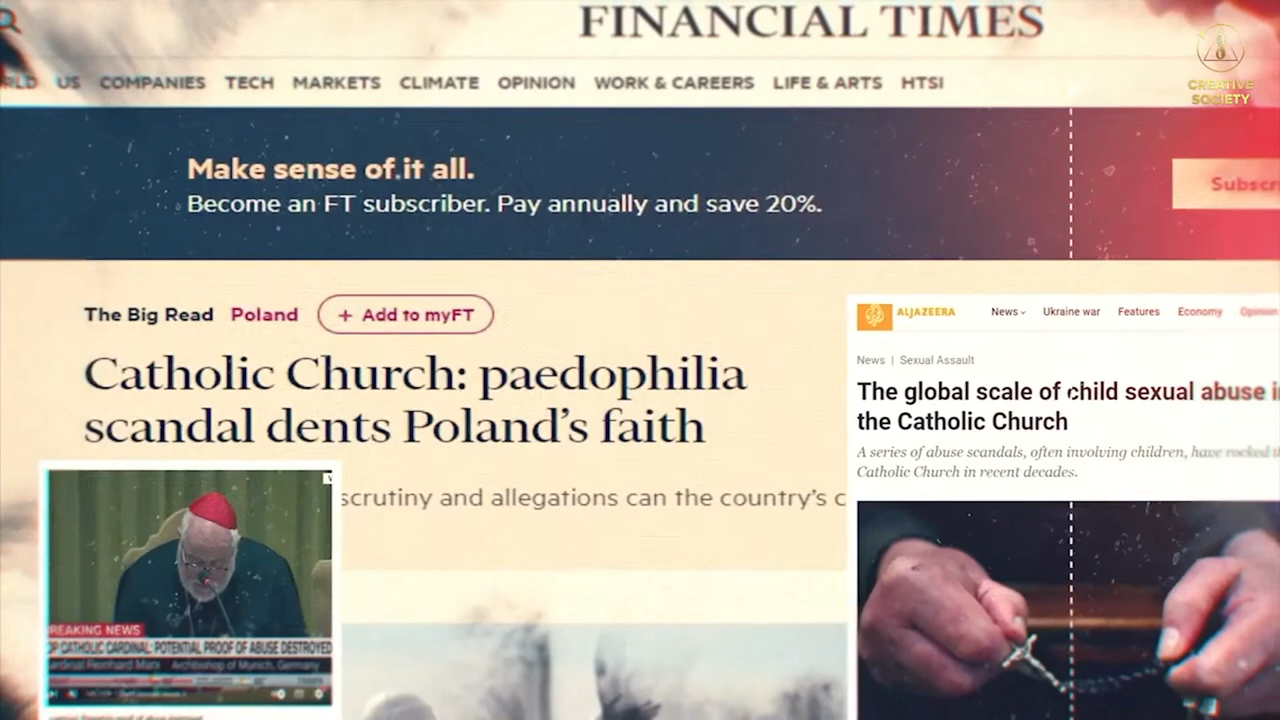 FINANCIAL TIMES
CREATIVE
SOCIETY
US COMPANIES TECH MARKETS CLIMATE OPINION WORK & CAREERS LIFE & ARTS HTSI
Make sense of it all.
Become an FT subscriber. Pay annually and save 20%.
Subscr
The Big Read Poland + Add to myFT
Catholic Church: paedophilia
scandal dents Poland's faith
scrutiny and allegations can the country's c
ALJAZEERA News Ukraine war Features Economy Opinion
News | Sexual Assault
The global scale of child sexual abuse i
the Catholic Church
A series of abuse scandals, often involving children, have rocked t
Catholic Church in recent decades.
BREAKING NEWS
OP CATHOLIC CARDINAL: POTENTIAL PROOF OF ABUSE DESTROYED
Cardinal Reinhard Marx Archbishop of Munich, Germany